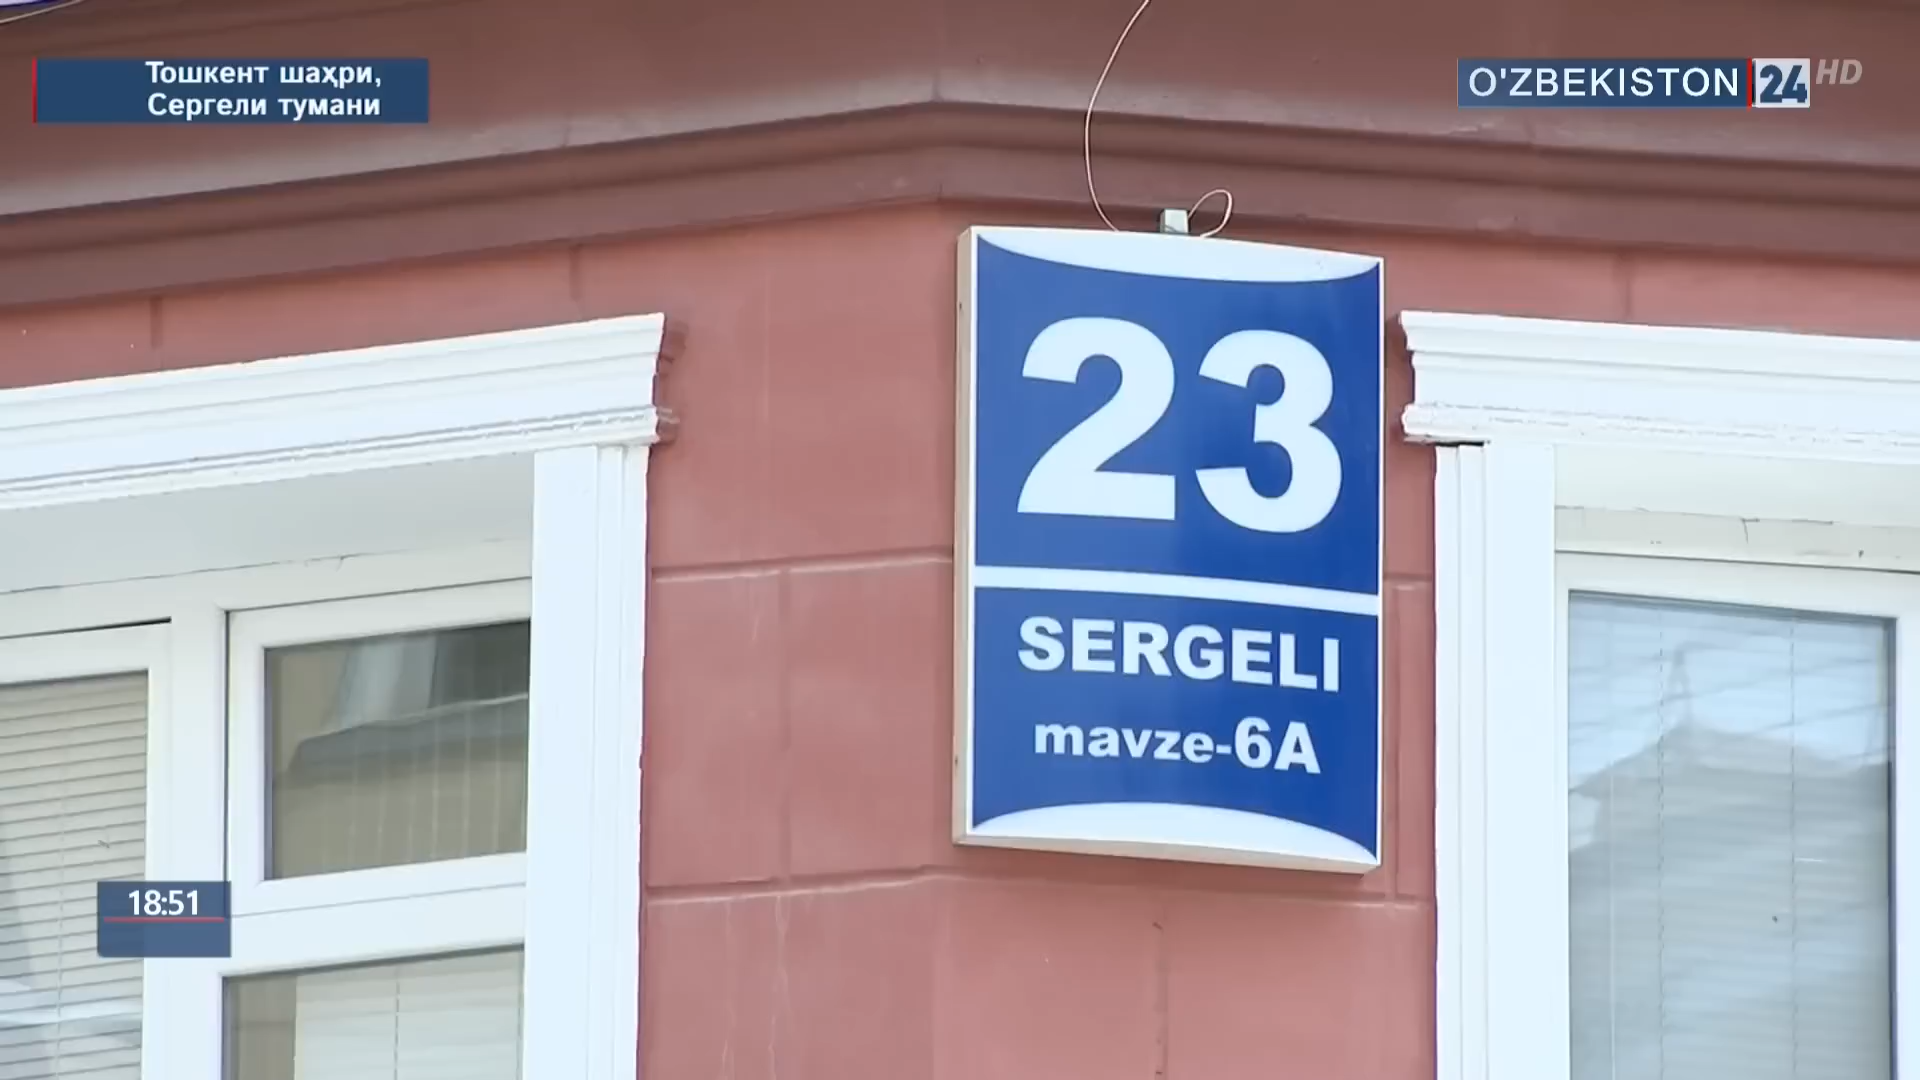 Тошкент шаҳри,
Сергели тумани
O'ZBEKISTON 24 HD
23
SERGELI
mavze-6A
18:51